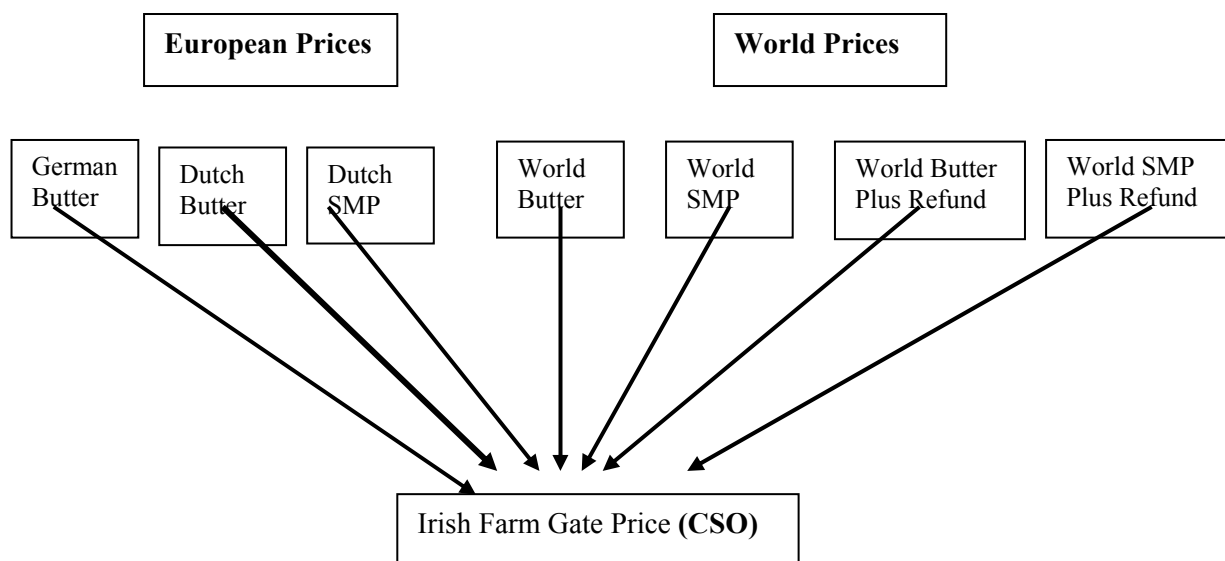 European Prices
World Prices
German
Butter
Dutch
Butter
Dutch
SMP
World
Butter
World
SMP
World Butter
Plus Refund
World SMP
Plus Refund
Irish Farm Gate Price (CSO)